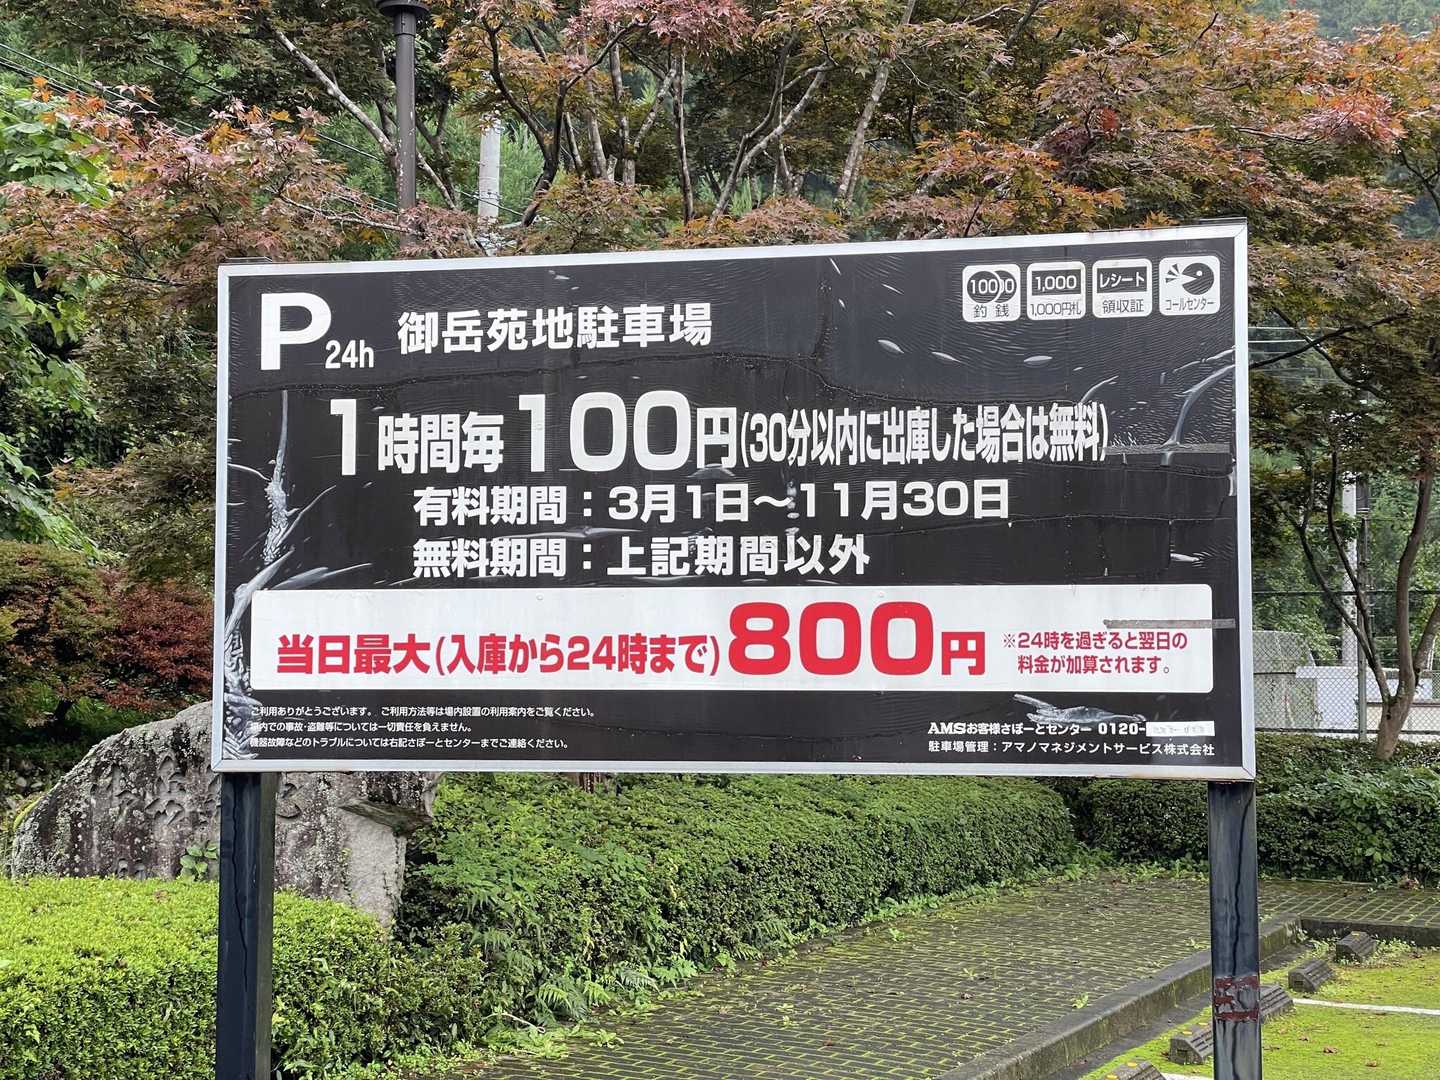 P 24h 御岳苑地駐車場
10000 釣銭
1,000 1,000円札
レシート 領収証
コールセンター
1時間毎100円(30分以内に出庫した場合は無料)
有料期間：3月1日～11月30日
無料期間：上記期間以外
当日最大(入庫から24時まで)800円
※24時を過ぎると翌日の
料金が加算されます。
ご利用ありがとうございます。ご利用方法等は場内設置の利用案内をご覧ください。
場内での事故・盗難等については一切責任を負えません。
機器故障などのトラブルについては右記さぽーとセンターまでご連絡ください。
AMSお客様さぽーとセンター 0120-
駐車場管理：アマノマネジメントサービス株式会社